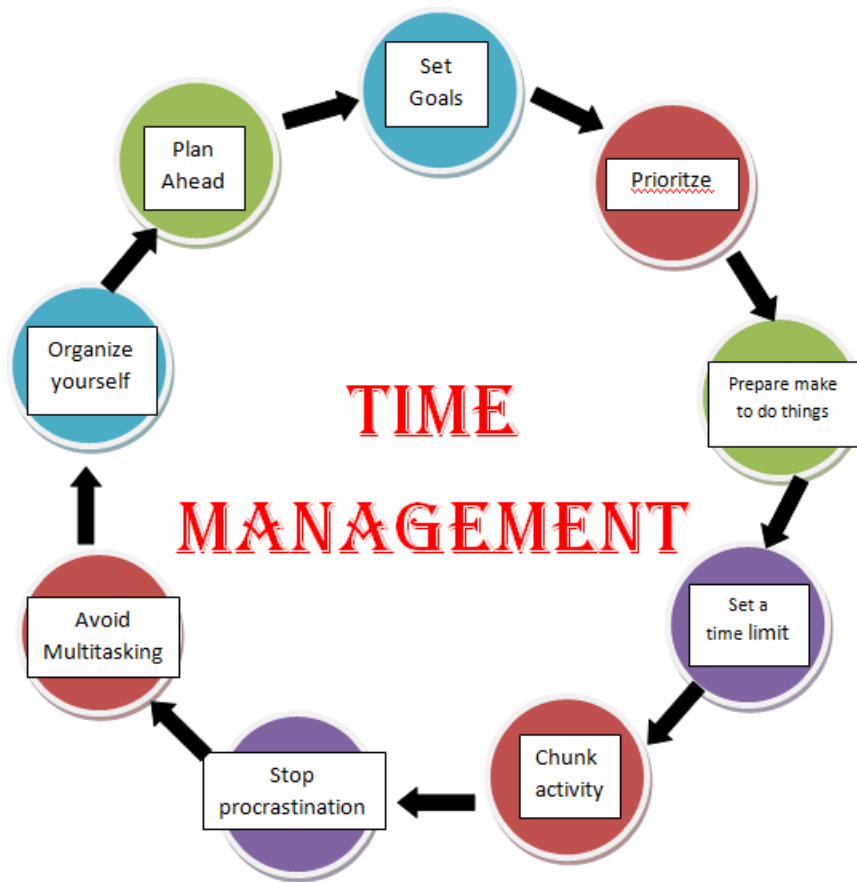 Set
Goals
Prioritze
Prepare make
to do things
Set a
time limit
Chunk
activity
Stop
procrastination
Avoid
Multitasking
Organize
yourself
Plan
Ahead
TIME
MANAGEMENT